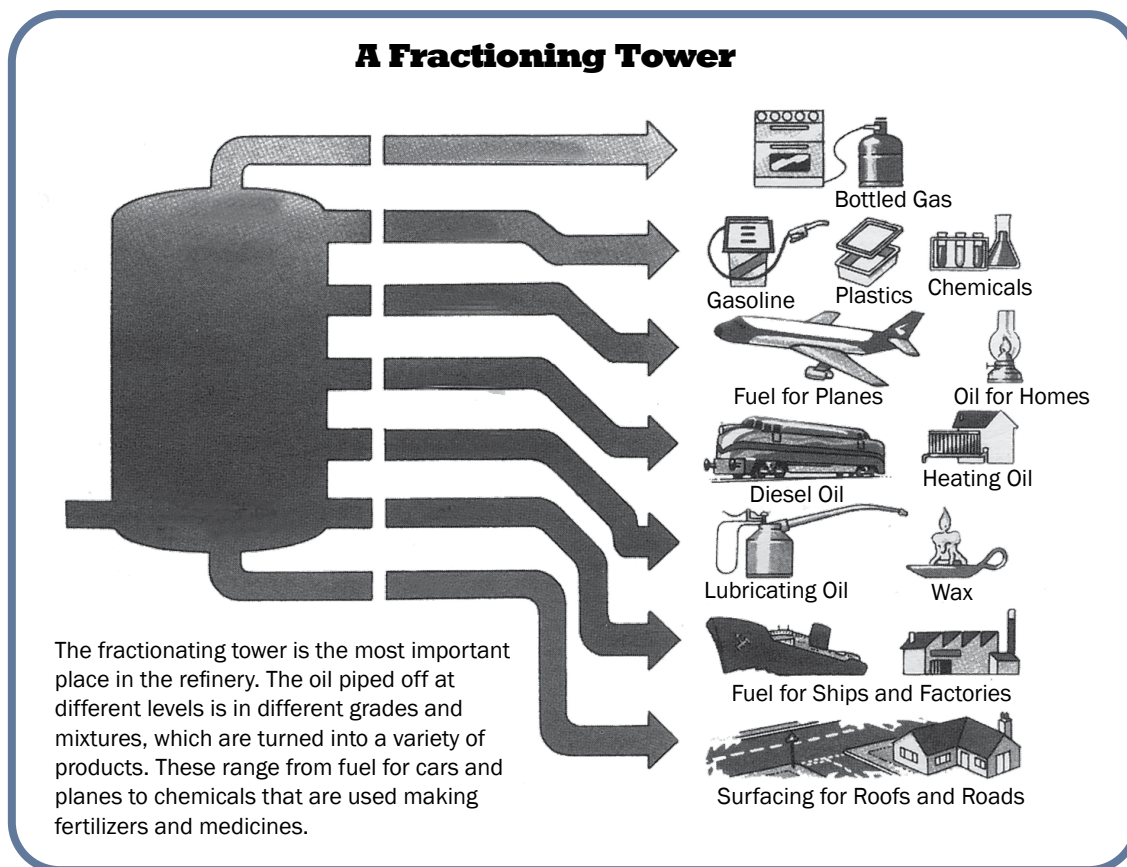 A Fractioning Tower
Bottled Gas
Gasoline
Plastics
Chemicals
Fuel for Planes
Oil for Homes
Diesel Oil
Heating Oil
Lubricating Oil
Wax
Fuel for Ships and Factories
Surfacing for Roofs and Roads
The fractionating tower is the most important
place in the refinery. The oil piped off at
different levels is in different grades and
mixtures, which are turned into a variety of
products. These range from fuel for cars and
planes to chemicals that are used making
fertilizers and medicines.